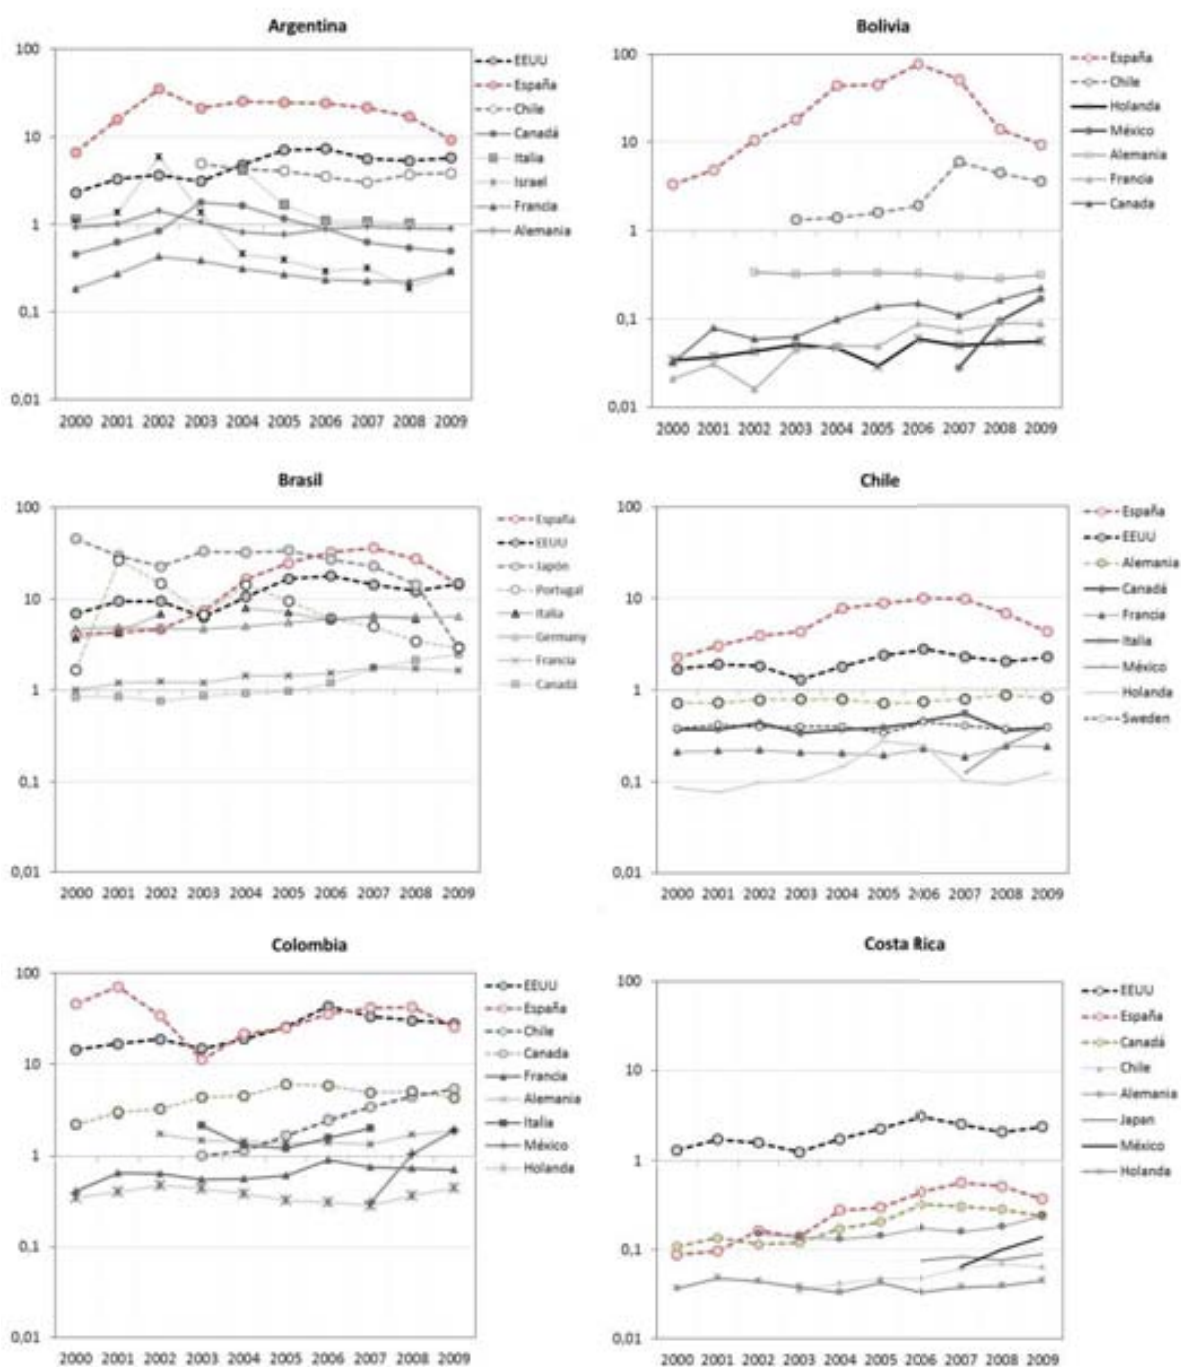 Argentina
100
10
1
0,1
0,01
2000 2001 2002 2003 2004 2005 2006 2007 2008 2009
EEUU
España
Chile
Canadá
Italia
Israel
Francia
Alemania
Bolivia
100
10
1
0,1
0,01
2000 2001 2002 2003 2004 2005 2006 2007 2008 2009
España
Chile
Holanda
México
Alemania
Francia
Canada
Brasil
100
10
1
0,1
0,01
2000 2001 2002 2003 2004 2005 2006 2007 2008 2009
España
EEUU
Japón
Portugal
Italia
Germany
Francia
Canadá
Chile
100
10
1
0,1
0,01
2000 2001 2002 2003 2004 2005 2006 2007 2008 2009
España
EEUU
Alemania
Canadá
Francia
Italia
México
Holanda
Sweden
Colombia
100
10
1
0,1
0,01
2000 2001 2002 2003 2004 2005 2006 2007 2008 2009
EEUU
España
Chile
Canada
Francia
Alemania
Italia
México
Holanda
Costa Rica
100
10
1
0,1
0,01
2000 2001 2002 2003 2004 2005 2006 2007 2008 2009
EEUU
España
Canadá
Chile
Alemania
Japan
México
Holanda